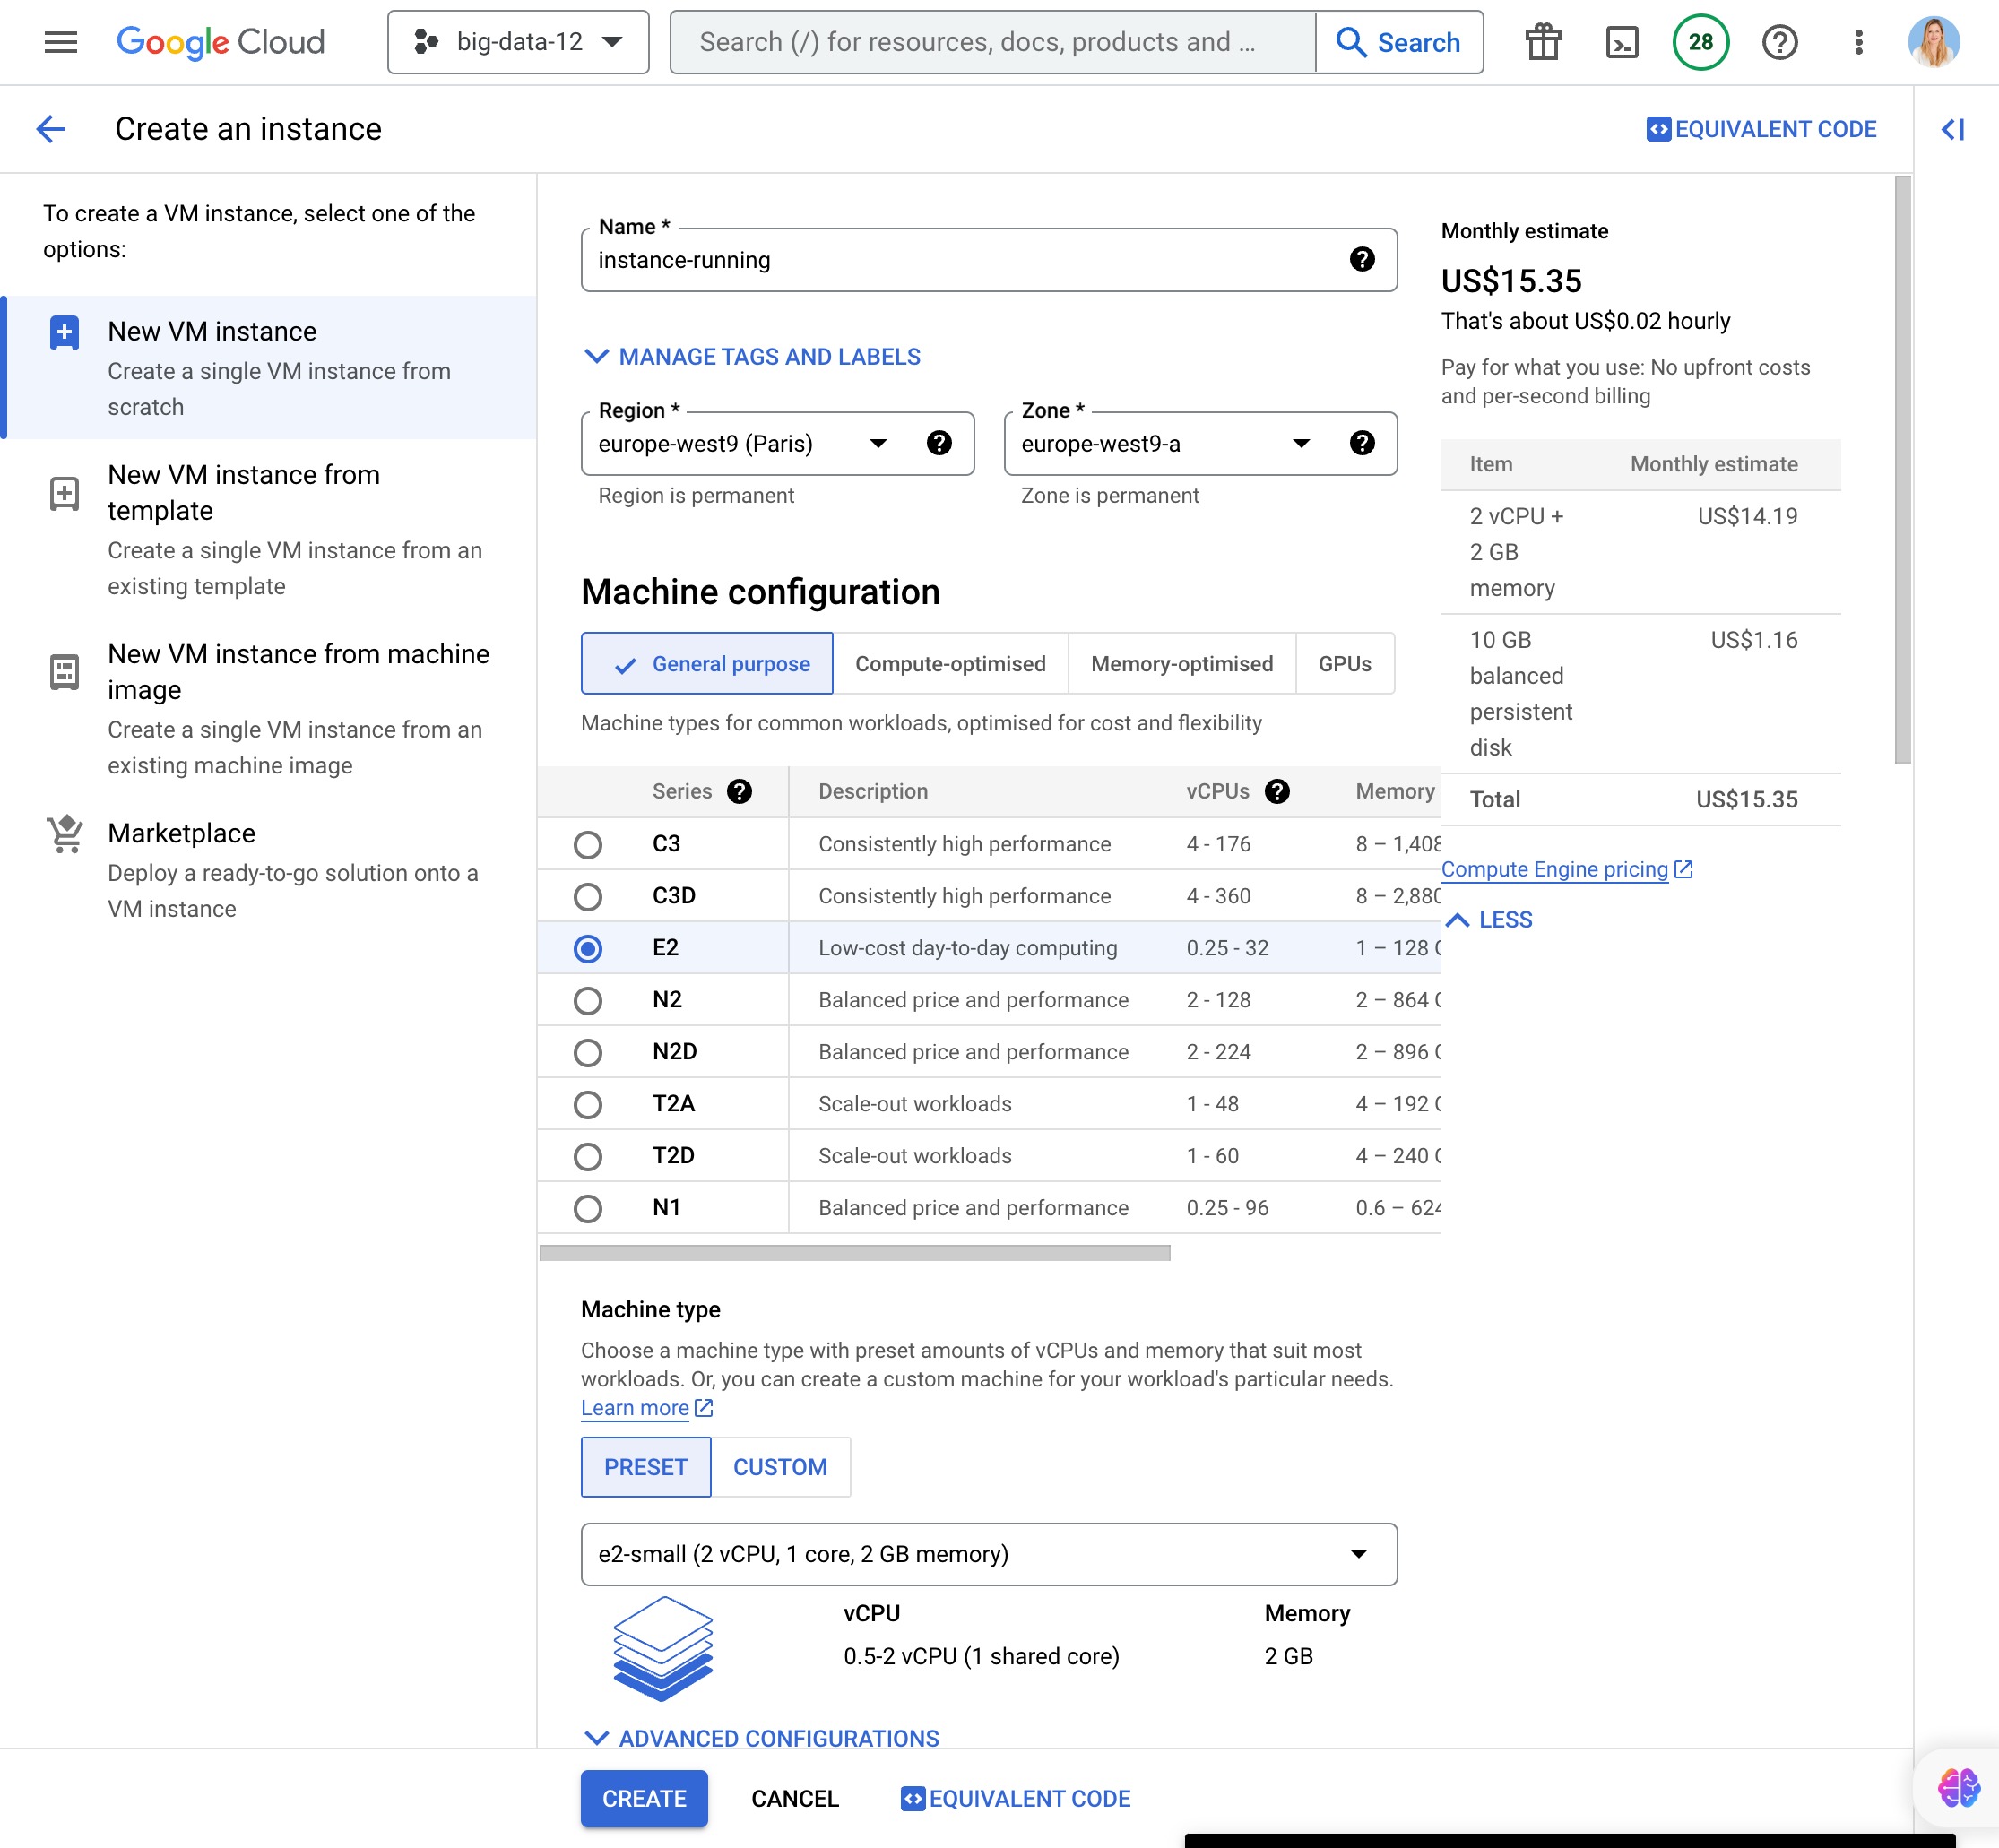 Google Cloud
big-data-12
Search (/) for resources, docs, products and ...
Search
28
Create an instance
EQUIVALENT CODE
To create a VM instance, select one of the
options:
New VM instance
Create a single VM instance from
scratch
New VM instance from
template
Create a single VM instance from an
existing template
New VM instance from machine
image
Create a single VM instance from an
existing machine image
Marketplace
Deploy a ready-to-go solution onto a
VM instance
Name *
instance-running
MANAGE TAGS AND LABELS
Region *
europe-west9 (Paris)
Region is permanent
Zone *
europe-west9-a
Zone is permanent
Machine configuration
General purpose
Compute-optimised
Memory-optimised
GPUs
Machine types for common workloads, optimised for cost and flexibility
Series Description vCPUs Memory
C3 Consistently high performance 4 - 176 8 – 1,408
C3D Consistently high performance 4 - 360 8 – 2,880
E2 Low-cost day-to-day computing 0.25 - 32 1 – 128
N2 Balanced price and performance 2 - 128 2 – 864
N2D Balanced price and performance 2 - 224 2 – 896
T2A Scale-out workloads 1 - 48 4 – 192
T2D Scale-out workloads 1 - 60 4 – 240
N1 Balanced price and performance 0.25 - 96 0.6 – 624
Machine type
Choose a machine type with preset amounts of vCPUs and memory that suit most
workloads. Or, you can create a custom machine for your workload's particular needs.
Learn more
PRESET
CUSTOM
e2-small (2 vCPU, 1 core, 2 GB memory)
vCPU
0.5-2 vCPU (1 shared core)
Memory
2 GB
ADVANCED CONFIGURATIONS
Monthly estimate
US$15.35
That's about US$0.02 hourly
Pay for what you use: No upfront costs
and per-second billing
Item Monthly estimate
2 vCPU + US$14.19
2 GB
memory
10 GB US$1.16
balanced
persistent
disk
Total US$15.35
Compute Engine pricing
LESS
CREATE
CANCEL
EQUIVALENT CODE